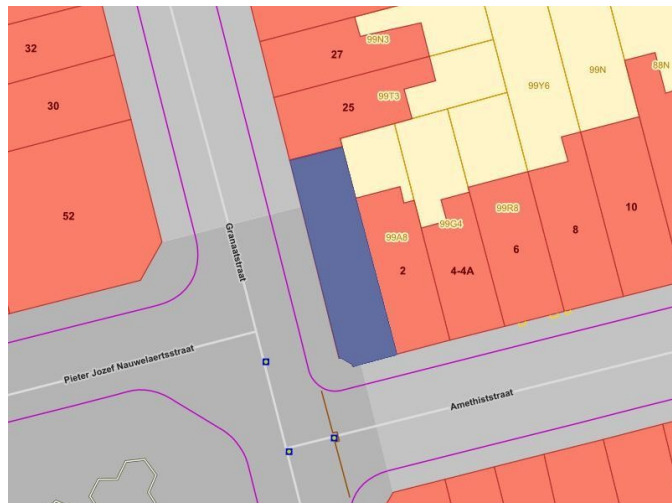 99N3
32
27
88N
99N
99Y6
99T3
30
25
99R8
10
52
8
99A8
99G4
Granaatstraat
6
2
4-4A
Pieter Jozef Nauwelaertsstraat
Amethiststraat